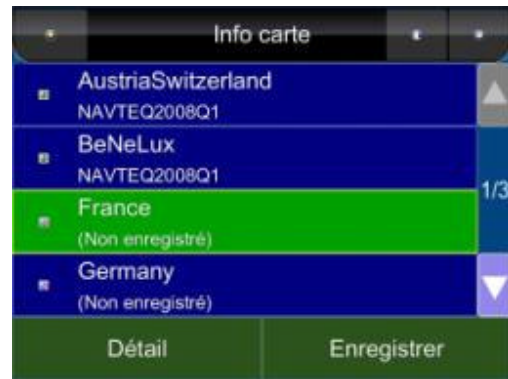 Info carte
AustriaSwitzerland
NAVTEQ2008Q1
BeNeLux
NAVTEQ2008Q1
1/3
France
(Non enregistré)
Germany
(Non enregistré)
Détail
Enregistrer